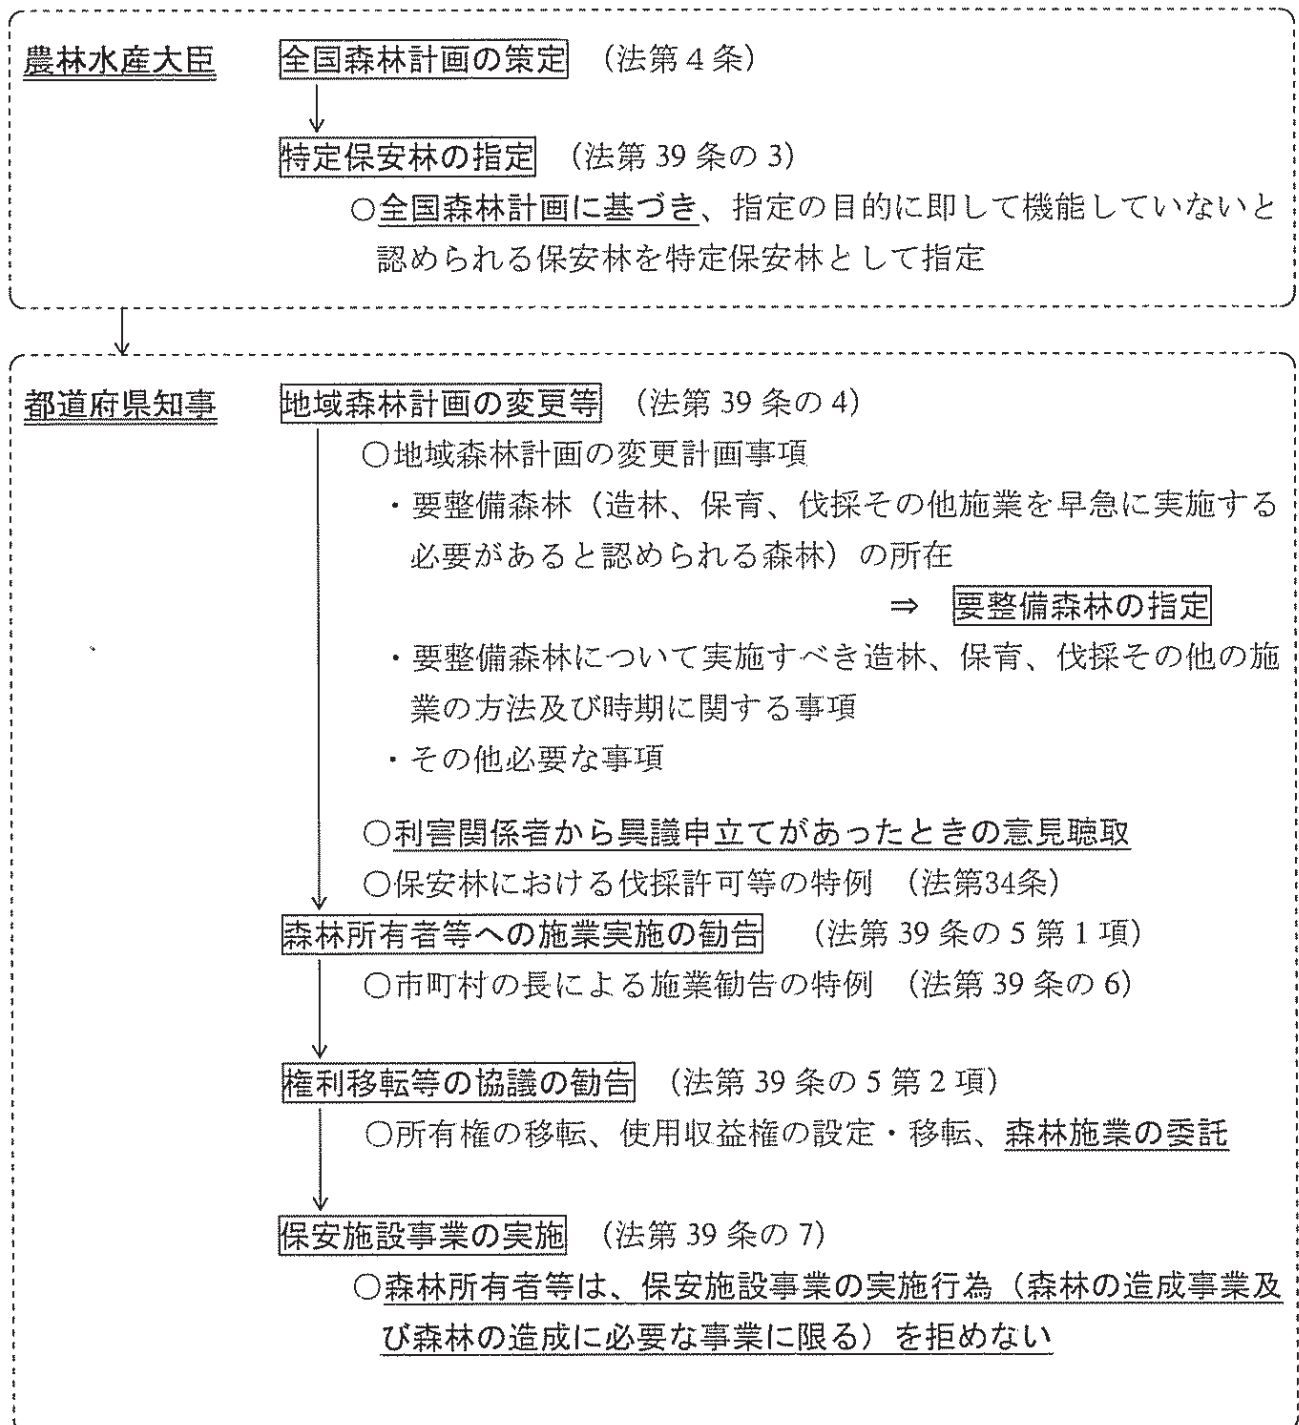 農林水産大臣 全国森林計画の策定 （法第４条）
↓
特定保安林の指定 （法第 39 条の 3）
○全国森林計画に基づき、指定の目的に即して機能していないと
認められる保安林を特定保安林として指定
↓
都道府県知事 地域森林計画の変更等 （法第 39 条の 4）
○地域森林計画の変更計画事項
・要整備森林（造林、保育、伐採その他施業を早急に実施する
必要があると認められる森林）の所在
⇒ 要整備森林の指定
・要整備森林について実施すべき造林、保育、伐採その他の施
業の方法及び時期に関する事項
・その他必要な事項
○利害関係者から異議申立てがあったときの意見聴取
○保安林における伐採許可等の特例 （法第34条）
↓
森林所有者等への施業実施の勧告 （法第 39 条の 5 第 1 項）
○市町村の長による施業勧告の特例 （法第 39 条の 6）
↓
権利移転等の協議の勧告 （法第 39 条の 5 第 2 項）
○所有権の移転、使用収益権の設定・移転、森林施業の委託
↓
保安施設事業の実施 （法第 39 条の 7）
○森林所有者等は、保安施設事業の実施行為（森林の造成事業及
び森林の造成に必要な事業に限る）を拒めない